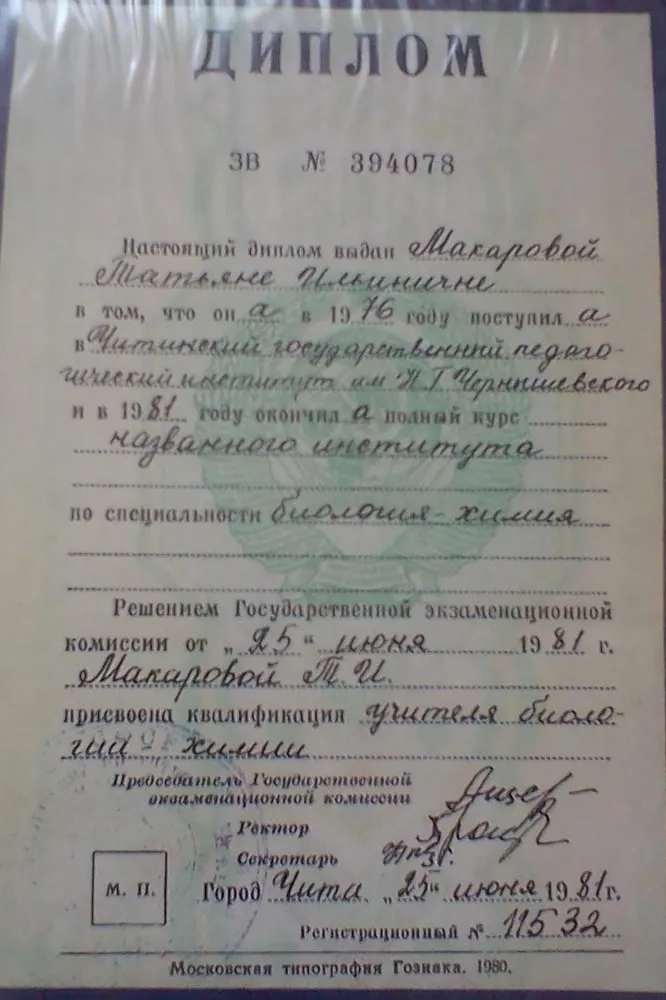 ДИПЛОМ
ЗВ № 394078
Настоящий диплом выдан Макаровой
Татьяне Ильиничне
в том, что он а в 1976 году поступил а
в Читинский государственный педаго-
гический институт им Н.Г Чернышевского
и в 1981 году окончил а полный курс
названного института
по специальности биология-химия
Решением Государственной экзаменационной
комиссии от „25“ июня 1981 г.
Макаровой Т. И.
присвоена квалификация учителя биоло-
гии - химии
Председатель Государственной
экзаменационной комиссии
Ректор
Секретарь
М. П.
Город Чита „25“ июня 1981 г.
Регистрационный № 11532
Московская типография Гознака. 1980.